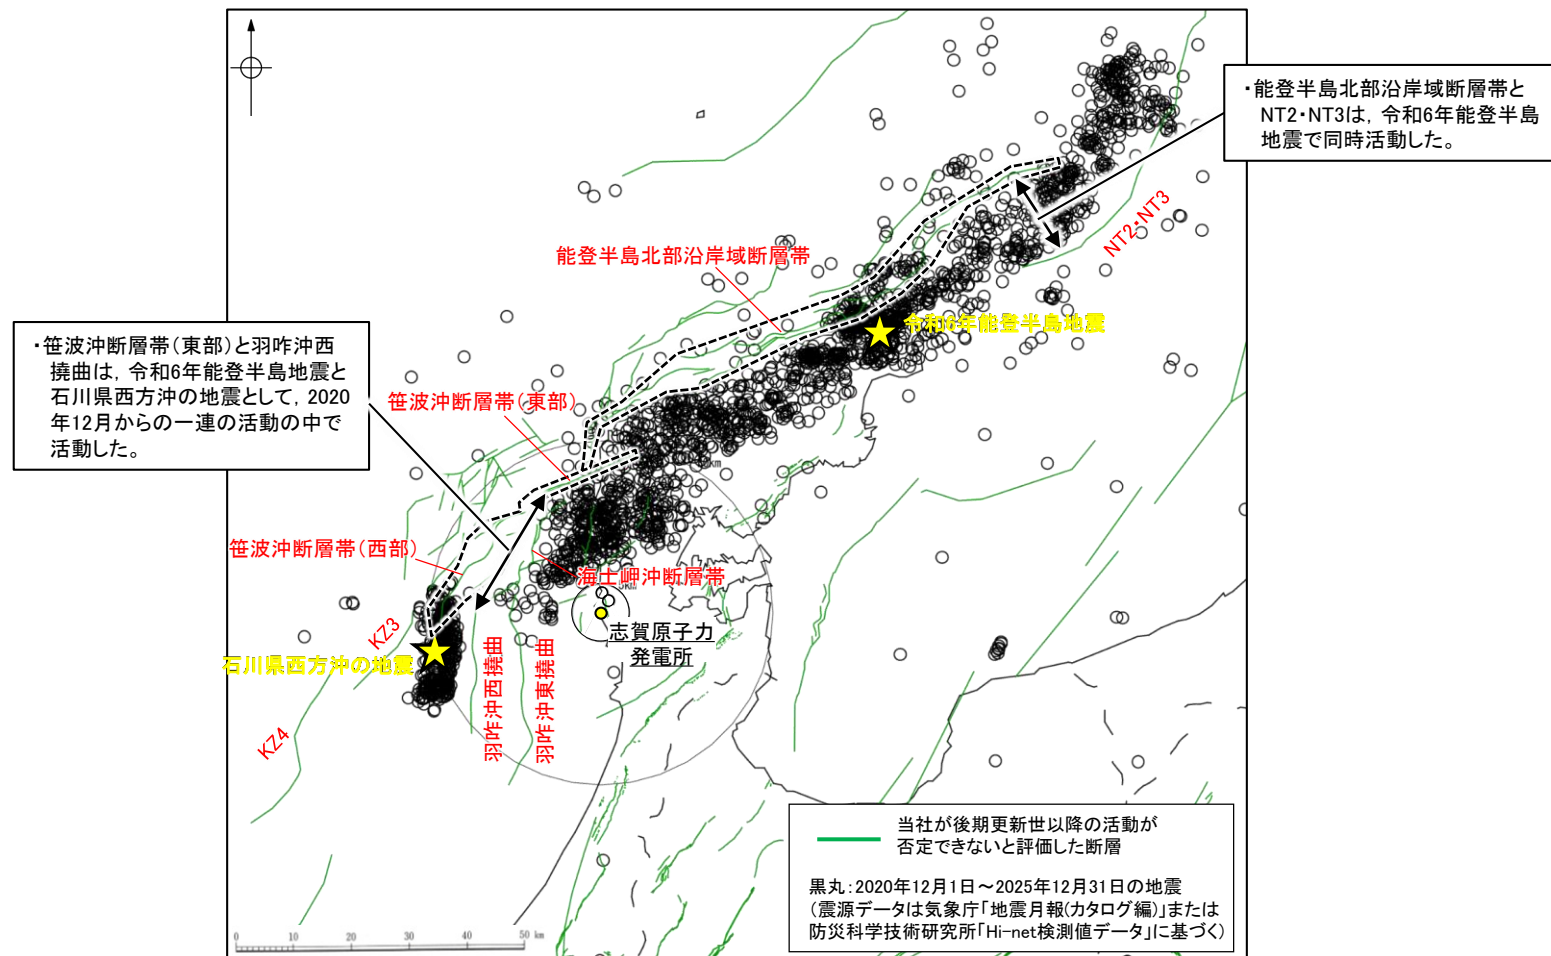 ・能登半島北部沿岸域断層帯と
NT2・NT3は，令和6年能登半島
地震で同時活動した。
NT2・NT3
能登半島北部沿岸域断層帯
令和6年能登半島地震
・笹波沖断層帯(東部)と羽咋沖西
撓曲は，令和6年能登半島地震と
石川県西方沖の地震として，2020
年12月からの一連の活動の中で
活動した。
笹波沖断層帯(東部)
笹波沖断層帯(西部)
海士岬沖断層帯
志賀原子力
発電所
KZ3
石川県西方沖の地震
羽咋沖西撓曲
羽咋沖東撓曲
KZ4
当社が後期更新世以降の活動が
否定できないと評価した断層
黒丸：2020年12月1日～2025年12月31日の地震
(震源データは気象庁「地震月報(カタログ編)」または
防災科学技術研究所「Hi-net検測値データ」に基づく)
0 10 20 30 40 50 km